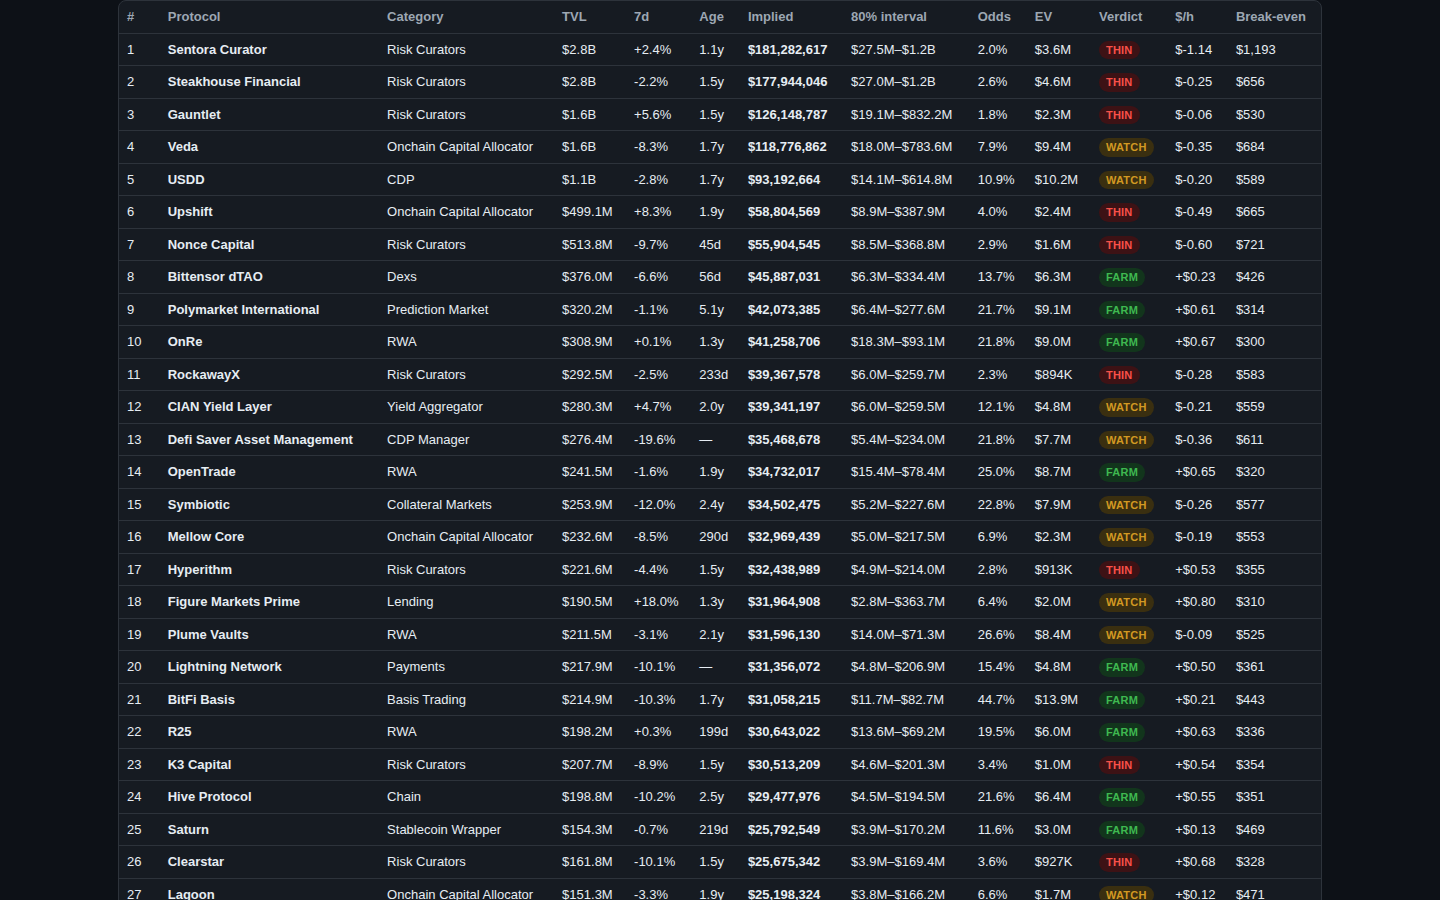 # Protocol Category TVL 7d Age Implied 80% interval Odds EV Verdict $/h Break-even
1 Sentora Curator Risk Curators $2.8B +2.4% 1.1y $181,282,617 $27.5M–$1.2B 2.0% $3.6M THIN $-1.14 $1,193
2 Steakhouse Financial Risk Curators $2.8B -2.2% 1.5y $177,944,046 $27.0M–$1.2B 2.6% $4.6M THIN $-0.25 $656
3 Gauntlet Risk Curators $1.6B +5.6% 1.5y $126,148,787 $19.1M–$832.2M 1.8% $2.3M THIN $-0.06 $530
4 Veda Onchain Capital Allocator $1.6B -8.3% 1.7y $118,776,862 $18.0M–$783.6M 7.9% $9.4M WATCH $-0.35 $684
5 USDD CDP $1.1B -2.8% 1.7y $93,192,664 $14.1M–$614.8M 10.9% $10.2M WATCH $-0.20 $589
6 Upshift Onchain Capital Allocator $499.1M +8.3% 1.9y $58,804,569 $8.9M–$387.9M 4.0% $2.4M THIN $-0.49 $665
7 Nonce Capital Risk Curators $513.8M -9.7% 45d $55,904,545 $8.5M–$368.8M 2.9% $1.6M THIN $-0.60 $721
8 Bittensor dTAO Dexs $376.0M -6.6% 56d $45,887,031 $6.3M–$334.4M 13.7% $6.3M FARM +$0.23 $426
9 Polymarket International Prediction Market $320.2M -1.1% 5.1y $42,073,385 $6.4M–$277.6M 21.7% $9.1M FARM +$0.61 $314
10 OnRe RWA $308.9M +0.1% 1.3y $41,258,706 $18.3M–$93.1M 21.8% $9.0M FARM +$0.67 $300
11 RockawayX Risk Curators $292.5M -2.5% 233d $39,367,578 $6.0M–$259.7M 2.3% $894K THIN $-0.28 $583
12 CIAN Yield Layer Yield Aggregator $280.3M +4.7% 2.0y $39,341,197 $6.0M–$259.5M 12.1% $4.8M WATCH $-0.21 $559
13 Defi Saver Asset Management CDP Manager $276.4M -19.6% — $35,468,678 $5.4M–$234.0M 21.8% $7.7M WATCH $-0.36 $611
14 OpenTrade RWA $241.5M -1.6% 1.9y $34,732,017 $15.4M–$78.4M 25.0% $8.7M FARM +$0.65 $320
15 Symbiotic Collateral Markets $253.9M -12.0% 2.4y $34,502,475 $5.2M–$227.6M 22.8% $7.9M WATCH $-0.26 $577
16 Mellow Core Onchain Capital Allocator $232.6M -8.5% 290d $32,969,439 $5.0M–$217.5M 6.9% $2.3M WATCH $-0.19 $553
17 Hyperithm Risk Curators $221.6M -4.4% 1.5y $32,438,989 $4.9M–$214.0M 2.8% $913K THIN +$0.53 $355
18 Figure Markets Prime Lending $190.5M +18.0% 1.3y $31,964,908 $2.8M–$363.7M 6.4% $2.0M WATCH +$0.80 $310
19 Plume Vaults RWA $211.5M -3.1% 2.1y $31,596,130 $14.0M–$71.3M 26.6% $8.4M WATCH $-0.09 $525
20 Lightning Network Payments $217.9M -10.1% — $31,356,072 $4.8M–$206.9M 15.4% $4.8M FARM +$0.50 $361
21 BitFi Basis Basis Trading $214.9M -10.3% 1.7y $31,058,215 $11.7M–$82.7M 44.7% $13.9M FARM +$0.21 $443
22 R25 RWA $198.2M +0.3% 199d $30,643,022 $13.6M–$69.2M 19.5% $6.0M FARM +$0.63 $336
23 K3 Capital Risk Curators $207.7M -8.9% 1.5y $30,513,209 $4.6M–$201.3M 3.4% $1.0M THIN +$0.54 $354
24 Hive Protocol Chain $198.8M -10.2% 2.5y $29,477,976 $4.5M–$194.5M 21.6% $6.4M FARM +$0.55 $351
25 Saturn Stablecoin Wrapper $154.3M -0.7% 219d $25,792,549 $3.9M–$170.2M 11.6% $3.0M FARM +$0.13 $469
26 Clearstar Risk Curators $161.8M -10.1% 1.5y $25,675,342 $3.9M–$169.4M 3.6% $927K THIN +$0.68 $328
27 Lagoon Onchain Capital Allocator $151.3M -3.3% 1.9y $25,198,324 $3.8M–$166.2M 6.6% $1.7M WATCH +$0.12 $471